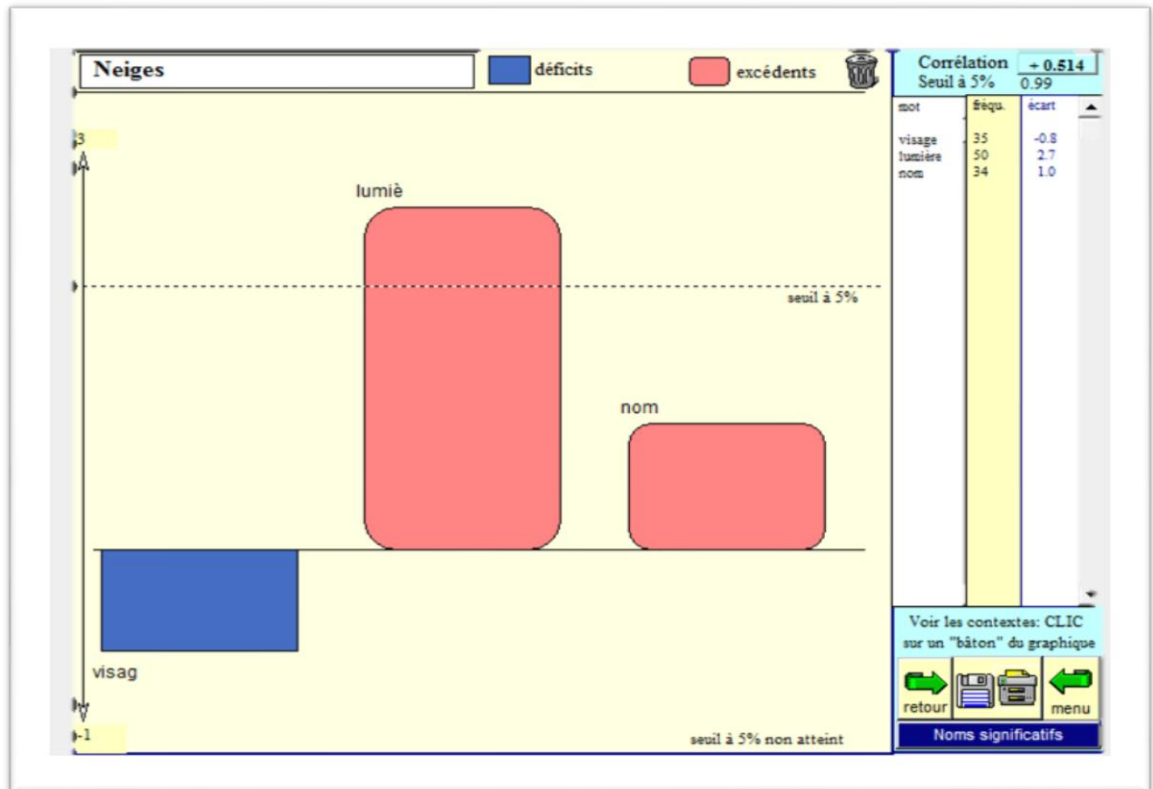 Neiges
déficits
excédents
3
lumiè
seuil à 5%
nom
visag
-1
seuil à 5% non atteint
Corrélation + 0.514
Seuil à 5% 0.99
mot fréqu. écart
visage 35 -0.8
lumière 50 2.7
nom 34 1.0
Voir les contextes: CLIC
sur un "bâton" du graphique
retour
menu
Noms significatifs